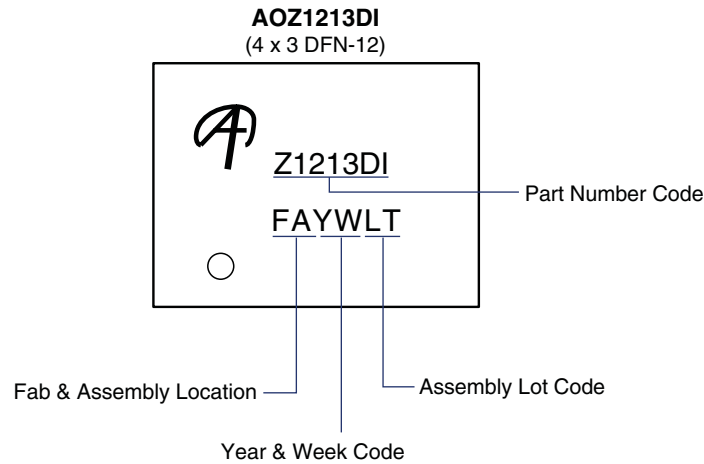 AOZ1213DI
(4 x 3 DFN-12)
Z1213DI
Part Number Code
FAYWLT
Fab & Assembly Location
Assembly Lot Code
Year & Week Code